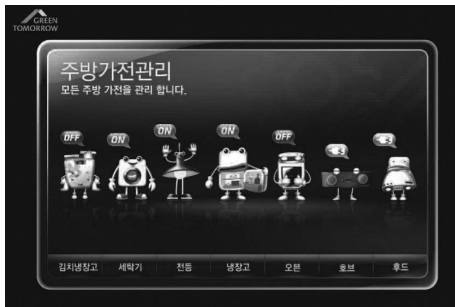 GREEN
TOMORROW
주방가전관리
모든 주방 가전을 관리 합니다.
OFF ON ON ON OFF
김치냉장고 세탁기 전등 냉장고 오븐 호브 후드